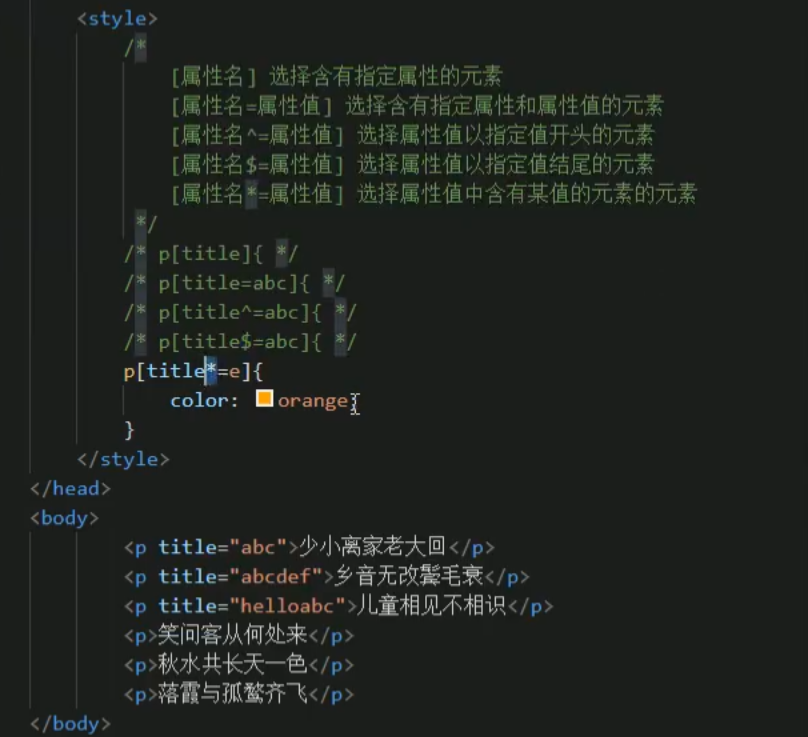 <style>
/*
[属性名] 选择含有指定属性的元素
[属性名=属性值] 选择含有指定属性和属性值的元素
[属性名^=属性值] 选择属性值以指定值开头的元素
[属性名$=属性值] 选择属性值以指定值结尾的元素
[属性名*=属性值] 选择属性值中含有某值的元素的元素
*/
/* p[title]{ */
/* p[title=abc]{ */
/* p[title^=abc]{ */
/* p[title$=abc]{ */
p[title*=e]{
color: orange;
}
</style>
</head>
<body>
<p title="abc">少小离家老大回</p>
<p title="abcdef">乡音无改鬓毛衰</p>
<p title="helloabc">儿童相见不相识</p>
<p>笑问客从何处来</p>
<p>秋水共长天一色</p>
<p>落霞与孤鹜齐飞</p>
</body>